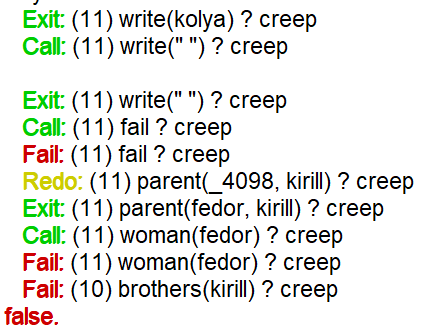 Exit: (11) write(kolya) ? creep
Call: (11) write(" ") ? creep
Exit: (11) write(" ") ? creep
Call: (11) fail ? creep
Fail: (11) fail ? creep
Redo: (11) parent(_4098, kirill) ? creep
Exit: (11) parent(fedor, kirill) ? creep
Call: (11) woman(fedor) ? creep
Fail: (11) woman(fedor) ? creep
Fail: (10) brothers(kirill) ? creep
false.